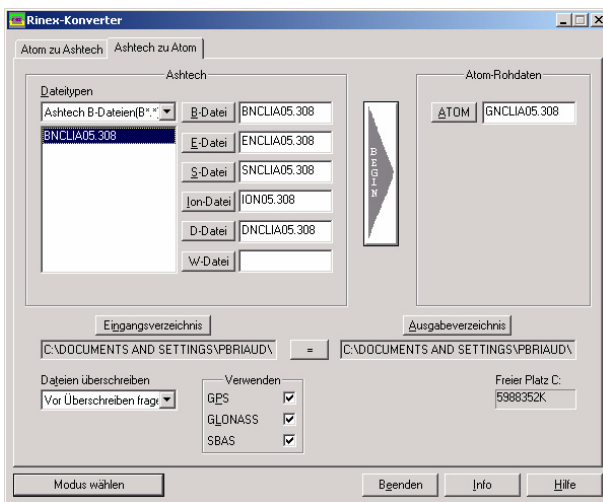 Rinex-Konverter
Atom zu Ashtech
Ashtech zu Atom
Ashtech
Dateitypen
Ashtech B-Dateien(B*.*
BNCLIA05.308
B-Datei BNCLIA05.308
E-Datei ENCLIA05.308
S-Datei SNCLIA05.308
Ion-Datei ION05.308
D-Datei DNCLIA05.308
W-Datei
BEGIN
Atom-Rohdaten
ATOM GNCLIA05.308
Eingangsverzeichnis
C:\DOCUMENTS AND SETTINGS\PBRIAUD\
=
Ausgabeverzeichnis
C:\DOCUMENTS AND SETTINGS\PBRIAUD\
Dateien überschreiben
Vor Überschreiben frage
Verwenden
GPS
GLONASS
SBAS
Freier Platz C:
5988352K
Modus wählen
Beenden
Info
Hilfe